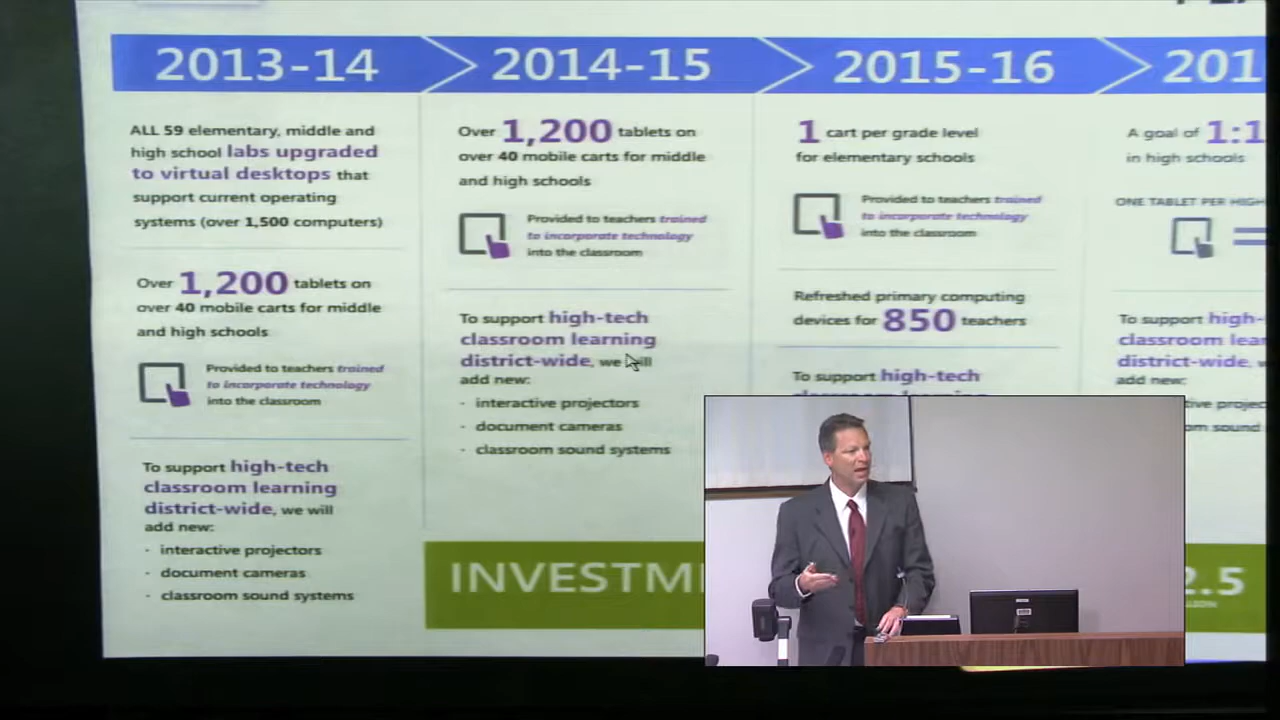 2013-14
2014-15
2015-16
201
ALL 59 elementary, middle and
high school labs upgraded
to virtual desktops that
support current operating
systems (over 1,500 computers)
Over 1,200 tablets on
over 40 mobile carts for middle
and high schools
Provided to teachers trained
to incorporate technology
into the classroom
To support high-tech
classroom learning
district-wide, we will
add new:
- interactive projectors
- document cameras
- classroom sound systems
Over 1,200 tablets on
over 40 mobile carts for middle
and high schools
Provided to teachers trained
to incorporate technology
into the classroom
To support high-tech
classroom learning
district-wide, we will
add new:
- interactive projectors
- document cameras
- classroom sound systems
1 cart per grade level
for elementary schools
Provided to teachers trained
to incorporate technology
into the classroom
Refreshed primary computing
devices for 850 teachers
To support high-tech
A goal of 1:1
in high schools
ONE TABLET PER HIGH
=
To support high-
classroom lear
district-wide,
add new:
sound
INVESTM
2.5